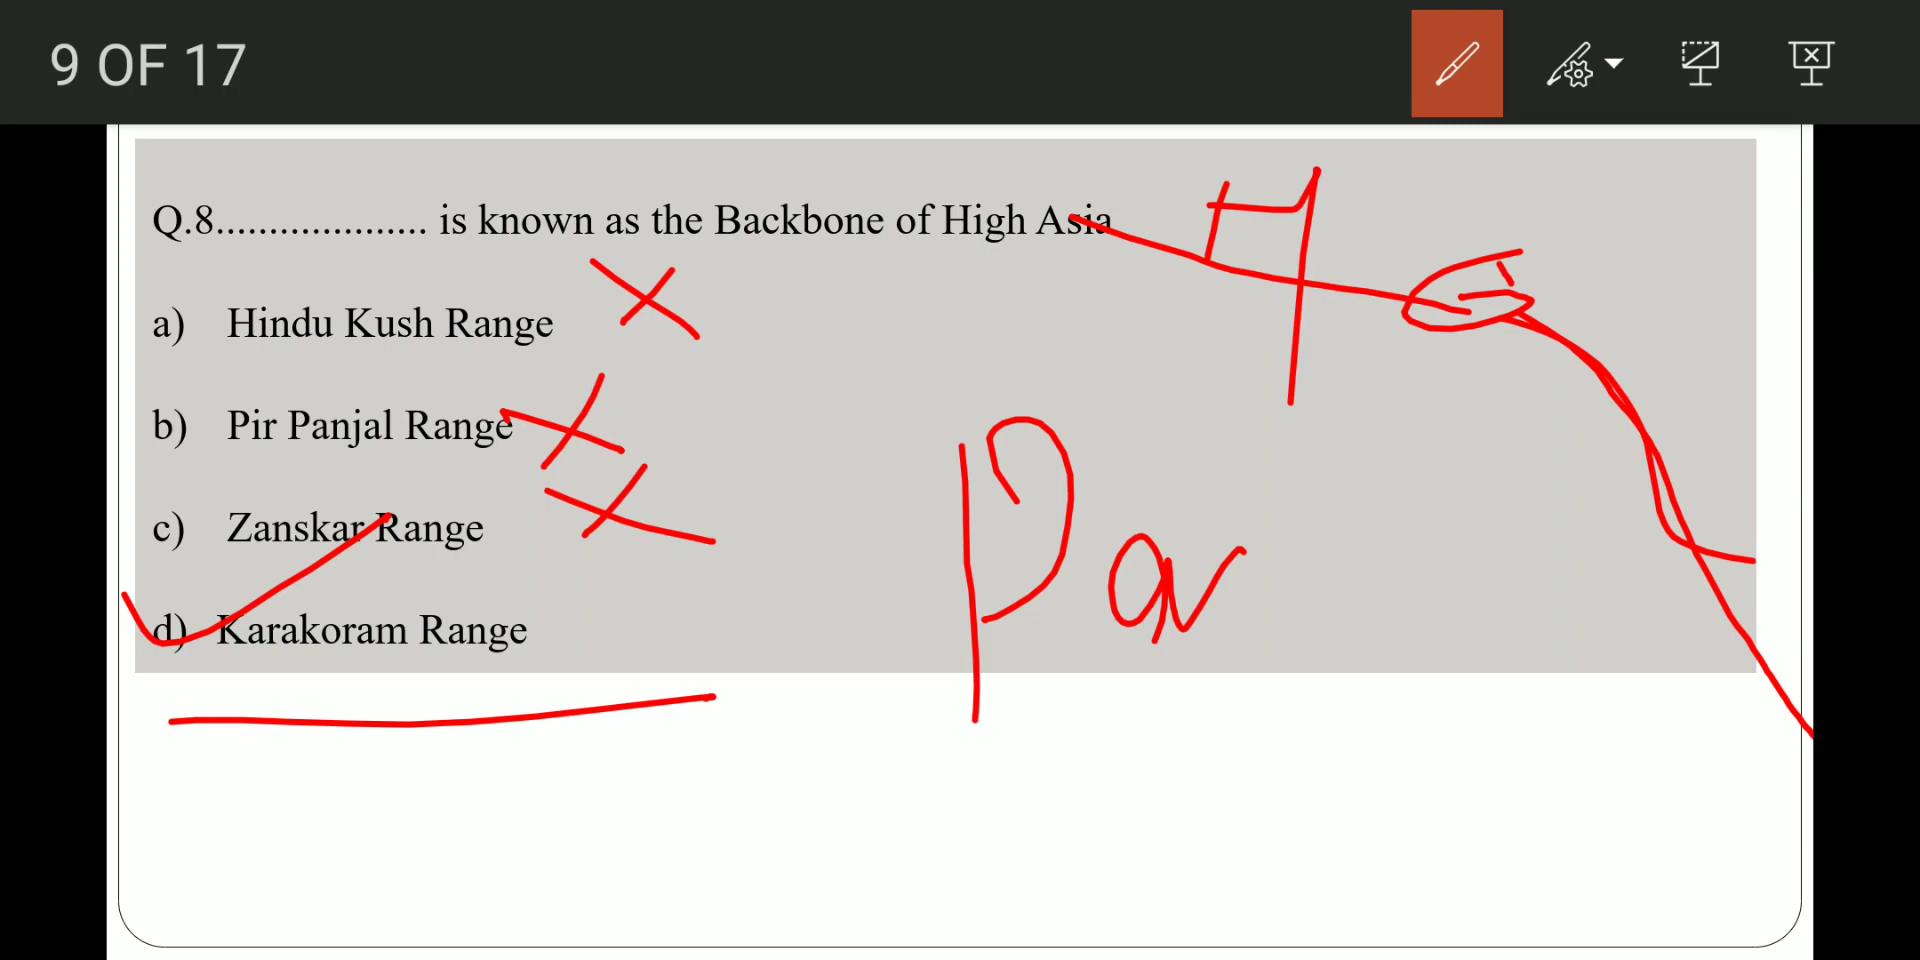 9 OF 17
Q.8.................... is known as the Backbone of High Asia
a) Hindu Kush Range
b) Pir Panjal Range
c) Zanskar Range
d) Karakoram Range
Pa